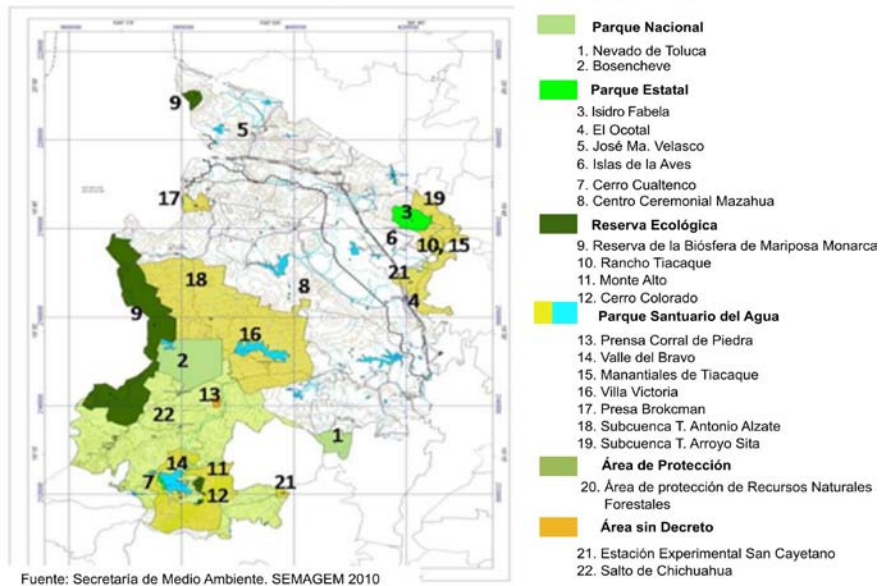 Parque Nacional
1. Nevado de Toluca
2. Bosencheve
Parque Estatal
3. Isidro Fabela
4. El Ocotal
5. José Ma. Velasco
6. Islas de la Aves
7. Cerro Cualtenco
8. Centro Ceremonial Mazahua
Reserva Ecológica
9. Reserva de la Biósfera de Mariposa Monarca
10. Rancho Tiacaque
11. Monte Alto
12. Cerro Colorado
Parque Santuario del Agua
13. Prensa Corral de Piedra
14. Valle del Bravo
15. Manantiales de Tiacaque
16. Villa Victoria
17. Presa Brokcman
18. Subcuenca T. Antonio Alzate
19. Subcuenca T. Arroyo Sita
Área de Protección
20. Área de protección de Recursos Naturales
Forestales
Área sin Decreto
21. Estación Experimental San Cayetano
22. Salto de Chichuahua
9
5
17
19
3
6
10, 15
21
18
8
4
9
16
2
13
22
1
14
11
7
12
21
Fuente: Secretaría de Medio Ambiente. SEMAGEM 2010